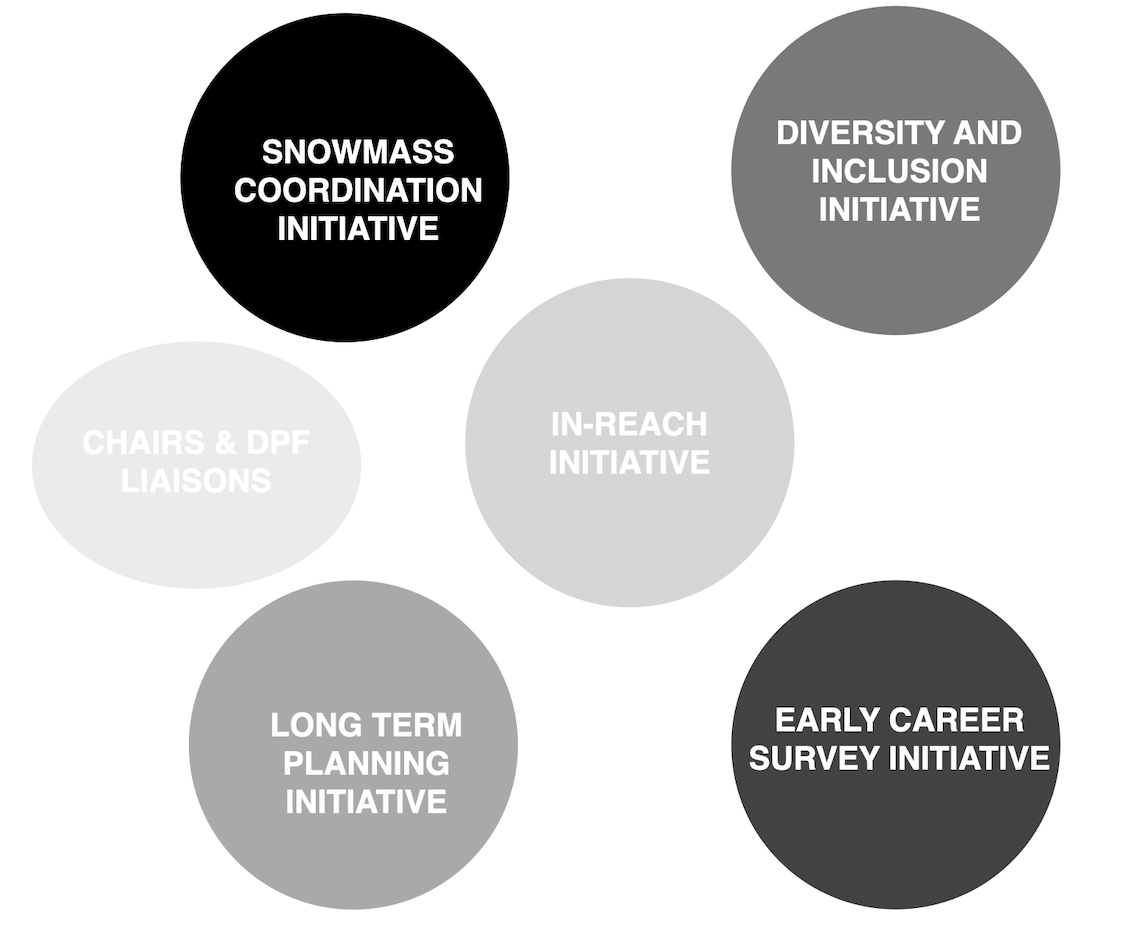 SNOWMASS
COORDINATION
INITIATIVE
DIVERSITY AND
INCLUSION
INITIATIVE
CHAIRS & DPF
LIAISONS
IN-REACH
INITIATIVE
LONG TERM
PLANNING
INITIATIVE
EARLY CAREER
SURVEY INITIATIVE